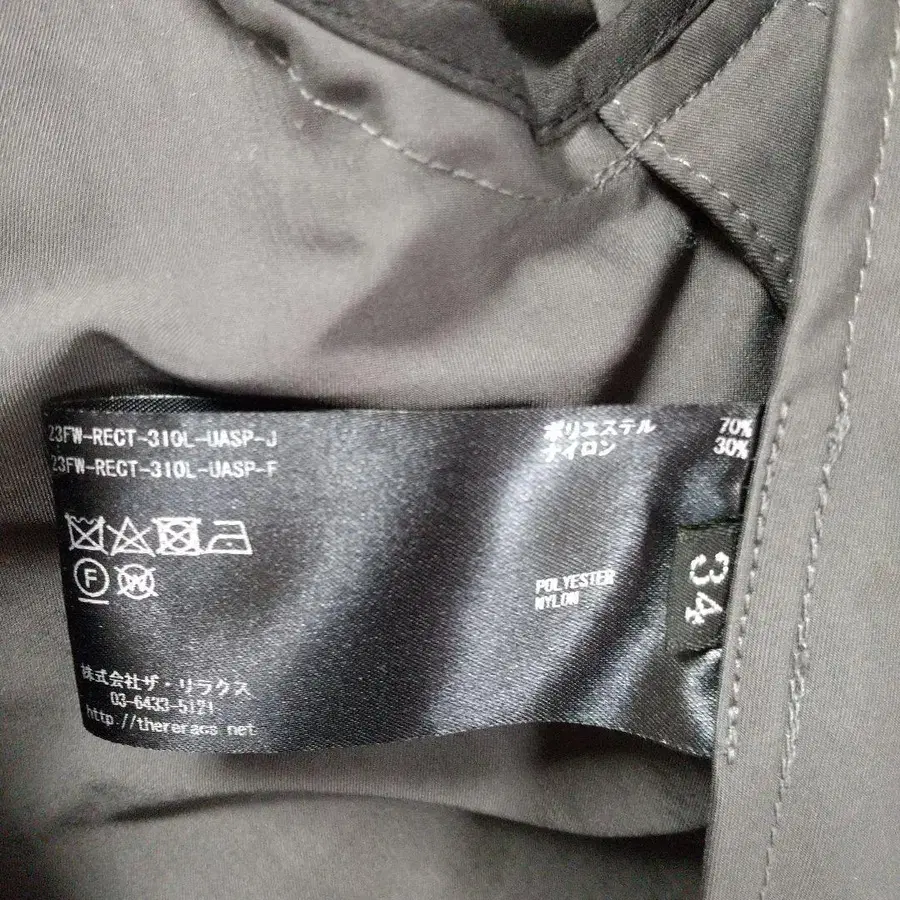 23FW-RECT-310L-UASP-J
23FW-RECT-310L-UASP-F
ポリエステル 70%
ナイロン 30%
F
W
POLYESTER
NYLON
34
株式会社ザ・リラクス
03-6433-5121
http://thereracs.net